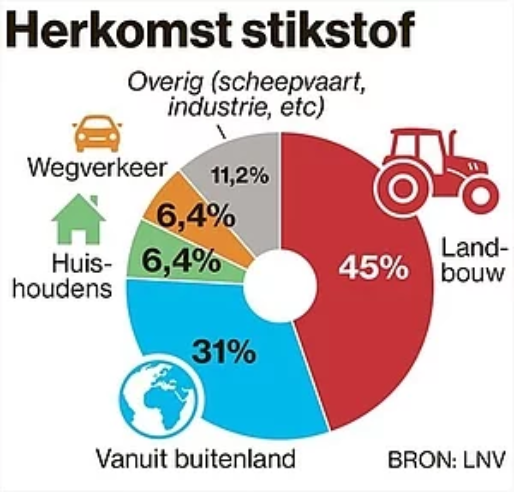 Herkomst stikstof
Overig (scheepvaart,
industrie, etc)
Wegverkeer
11,2%
6,4%
Huis-
houdens
6,4%
45%
Land-
bouw
31%
Vanuit buitenland
BRON: LNV